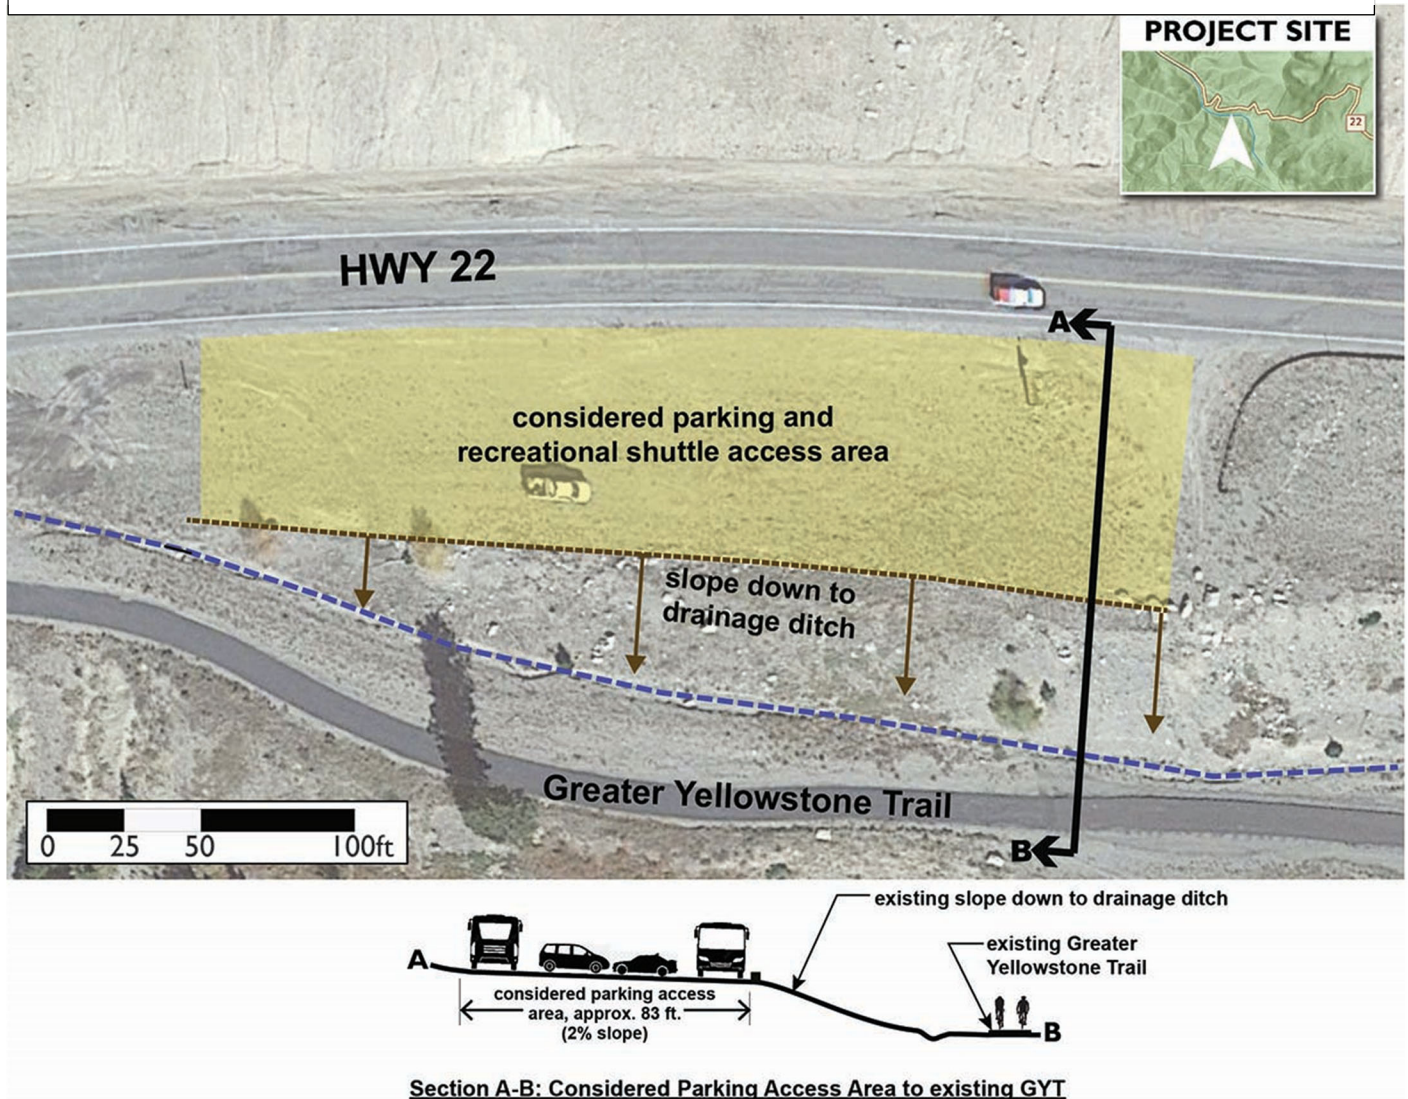 PROJECT SITE
22
HWY 22
A
considered parking and
recreational shuttle access area
slope down to
drainage ditch
Greater Yellowstone Trail
B
0 25 50 100ft
existing slope down to drainage ditch
existing Greater
Yellowstone Trail
A
considered parking access
area, approx. 83 ft.
(2% slope)
B
Section A-B: Considered Parking Access Area to existing GYT